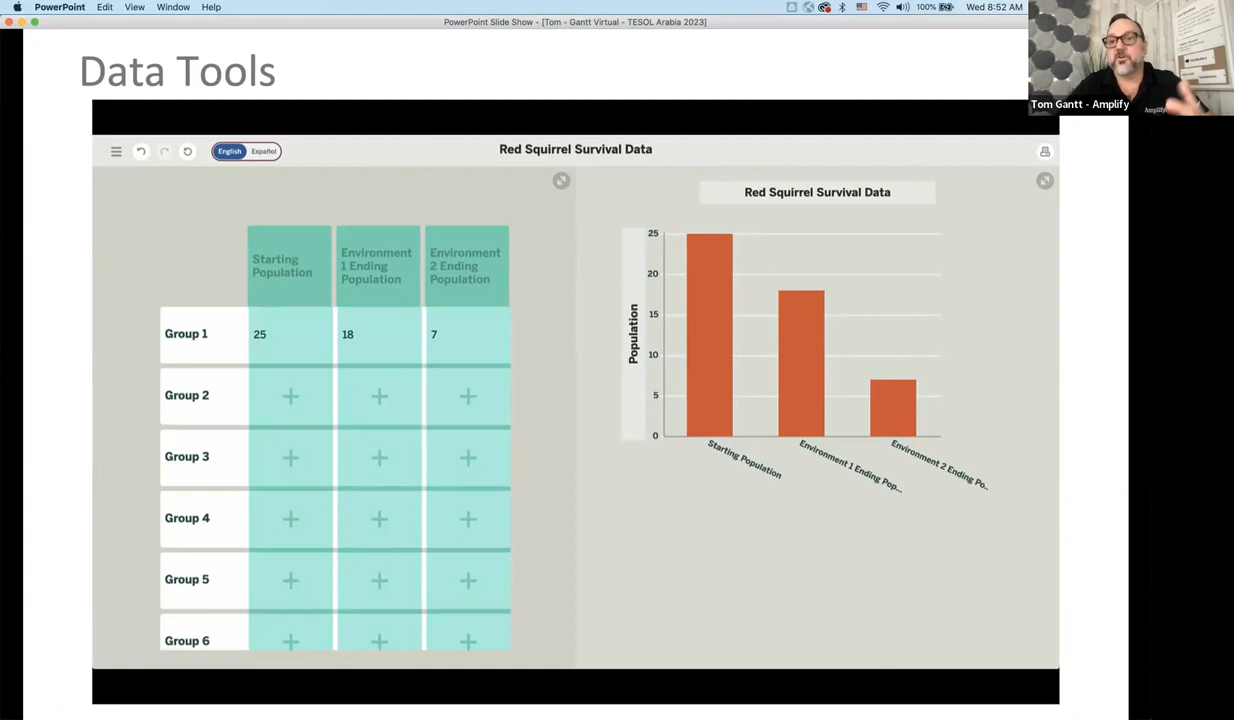 PowerPoint Edit View Window Help
100% Wed 8:52 AM
PowerPoint Slide Show - [Tom - Gantt Virtual - TESOL Arabia 2023]
Data Tools
Tom Gantt - Amplify
Amplify
English Español
Red Squirrel Survival Data
Starting Population
Environment 1 Ending Population
Environment 2 Ending Population
Group 1 25 18 7
Group 2
Group 3
Group 4
Group 5
Group 6
Red Squirrel Survival Data
Population
25
20
15
10
5
0
Starting Population
Environment 1 Ending Pop...
Environment 2 Ending Po...